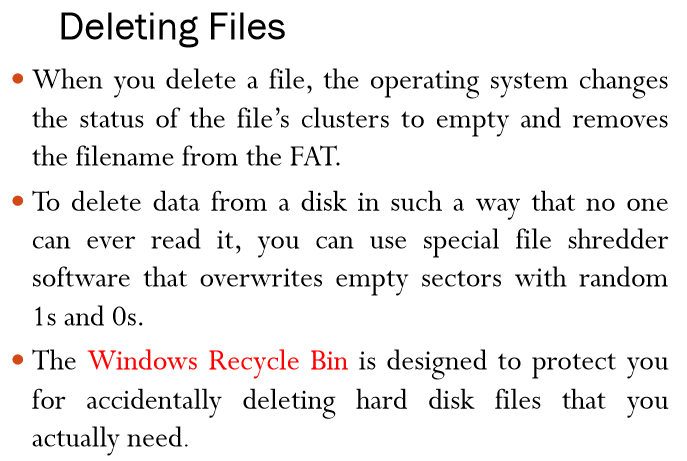 Deleting Files
• When you delete a file, the operating system changes
the status of the file’s clusters to empty and removes
the filename from the FAT.
• To delete data from a disk in such a way that no one
can ever read it, you can use special file shredder
software that overwrites empty sectors with random
1s and 0s.
• The Windows Recycle Bin is designed to protect you
for accidentally deleting hard disk files that you
actually need.